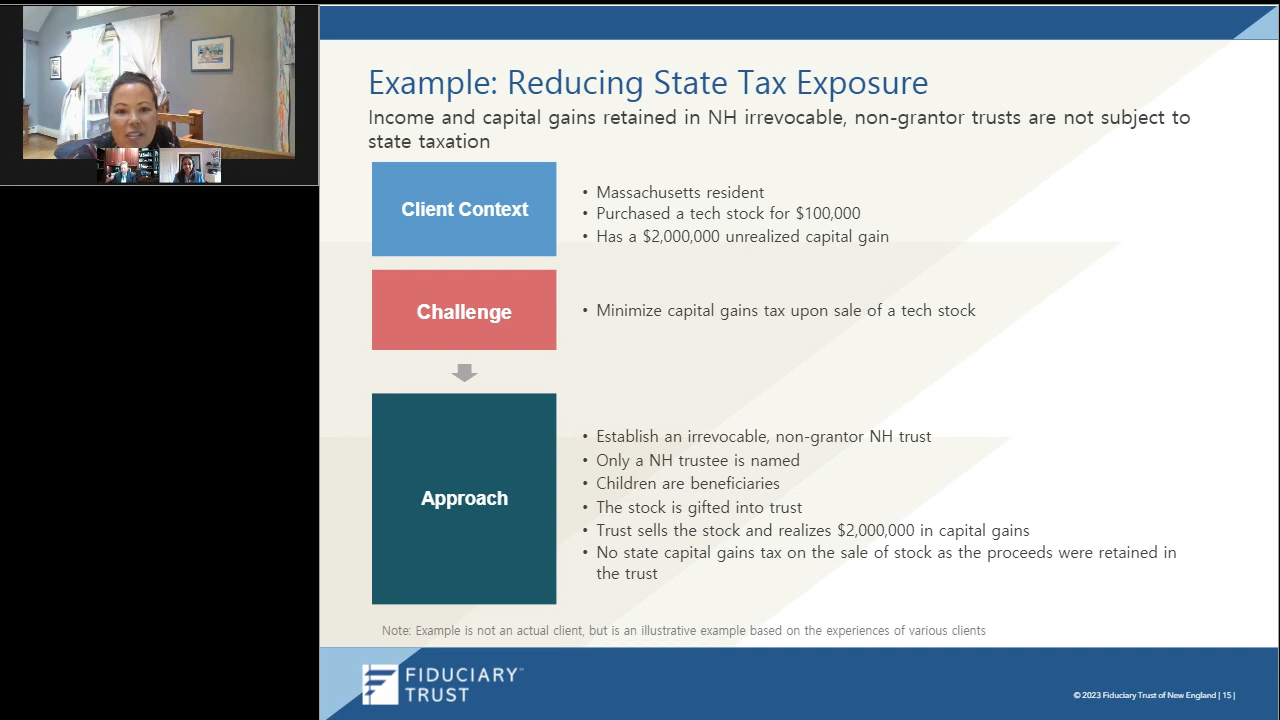 Example: Reducing State Tax Exposure
Income and capital gains retained in NH irrevocable, non-grantor trusts are not subject to
state taxation
Client Context
• Massachusetts resident
• Purchased a tech stock for $100,000
• Has a $2,000,000 unrealized capital gain
Challenge
• Minimize capital gains tax upon sale of a tech stock
Approach
• Establish an irrevocable, non-grantor NH trust
• Only a NH trustee is named
• Children are beneficiaries
• The stock is gifted into trust
• Trust sells the stock and realizes $2,000,000 in capital gains
• No state capital gains tax on the sale of stock as the proceeds were retained in
the trust
Note: Example is not an actual client, but is an illustrative example based on the experiences of various clients
FIDUCIARY™
TRUST
© 2023 Fiduciary Trust of New England | 15 |